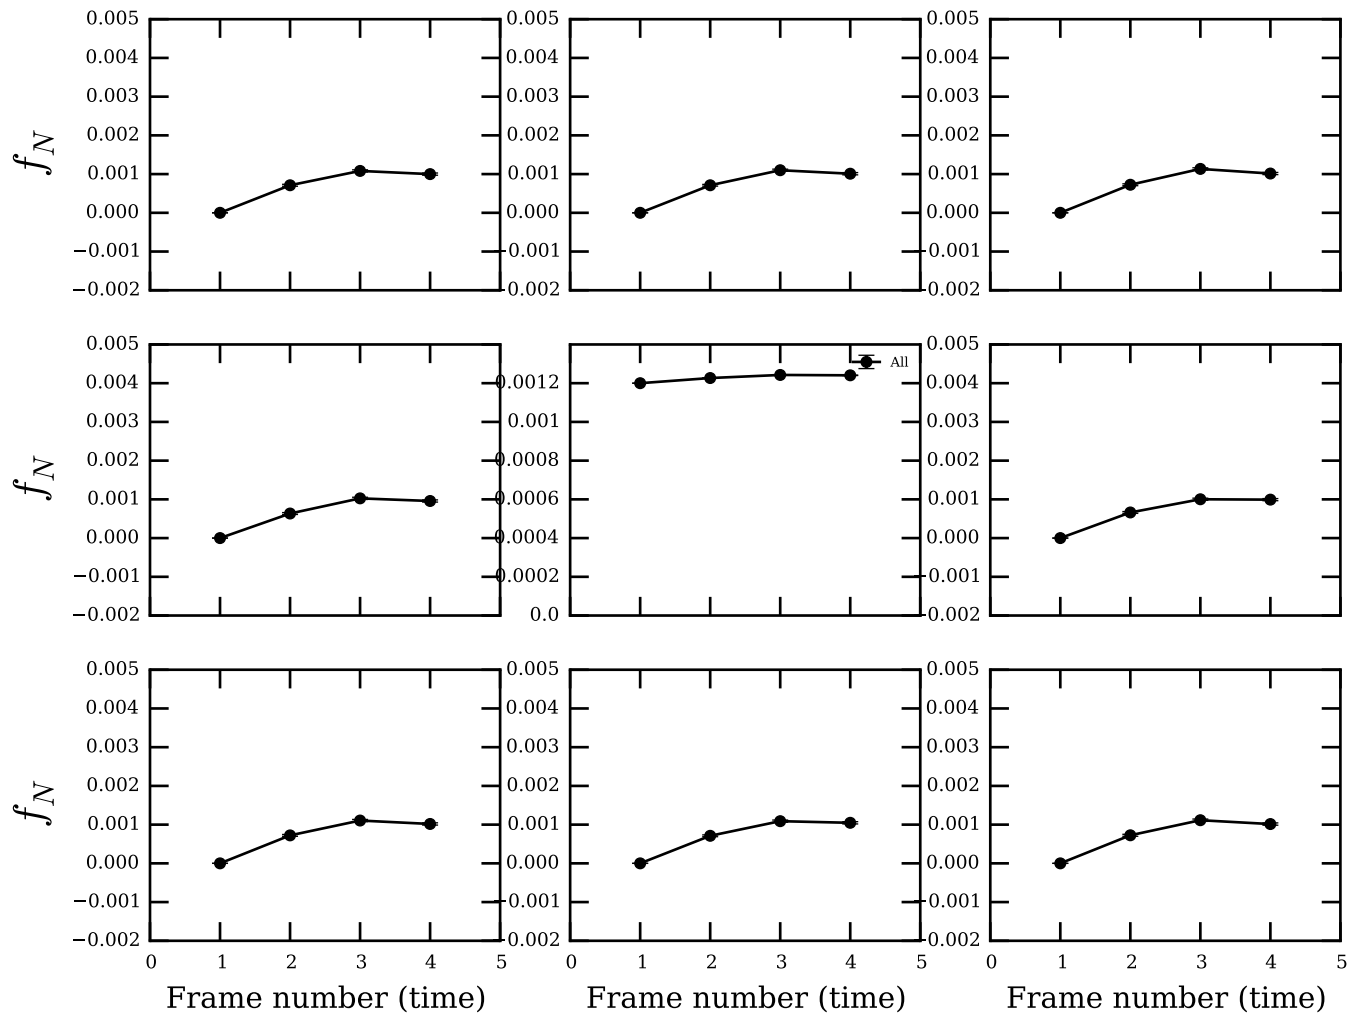 0.005 0.005 0.005
0.004 0.004 0.004
0.003 0.003 0.003
0.002 0.002 0.002
f_N
0.001 0.001 0.001
0.000 0.000 0.000
−0.001 −0.001 −0.001
−0.002 −0.002 −0.002
0.005 0.005
All
0.004 0.0012 0.004
0.003 0.001 0.003
0.002 0.0008 0.002
f_N
0.001 0.0006 0.001
0.000 0.0004 0.000
−0.001 0.0002 −0.001
−0.002 0.0 −0.002
0.005 0.005 0.005
0.004 0.004 0.004
0.003 0.003 0.003
0.002 0.002 0.002
f_N
0.001 0.001 0.001
0.000 0.000 0.000
−0.001 −0.001 −0.001
−0.002 −0.002 −0.002
0 1 2 3 4 5 0 1 2 3 4 5 0 1 2 3 4 5
Frame number (time) Frame number (time) Frame number (time)